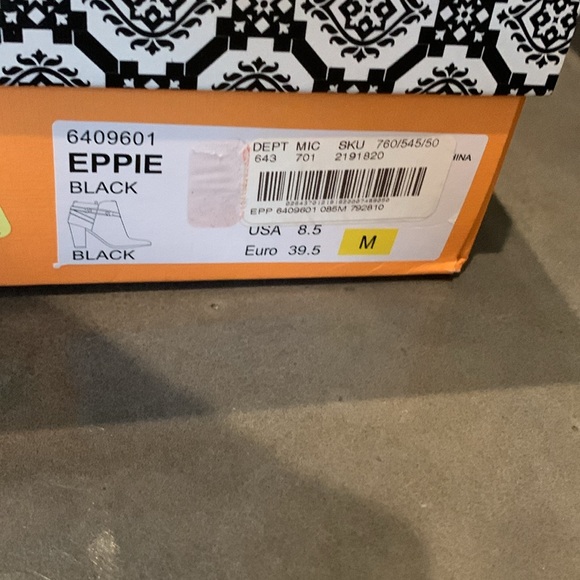 6409601
EPPIE
BLACK
BLACK
DEPT MIC SKU 760/545/50
643 701 2191820
EPP 6409601 085M 792810
INA
USA 8.5
Euro 39.5
M